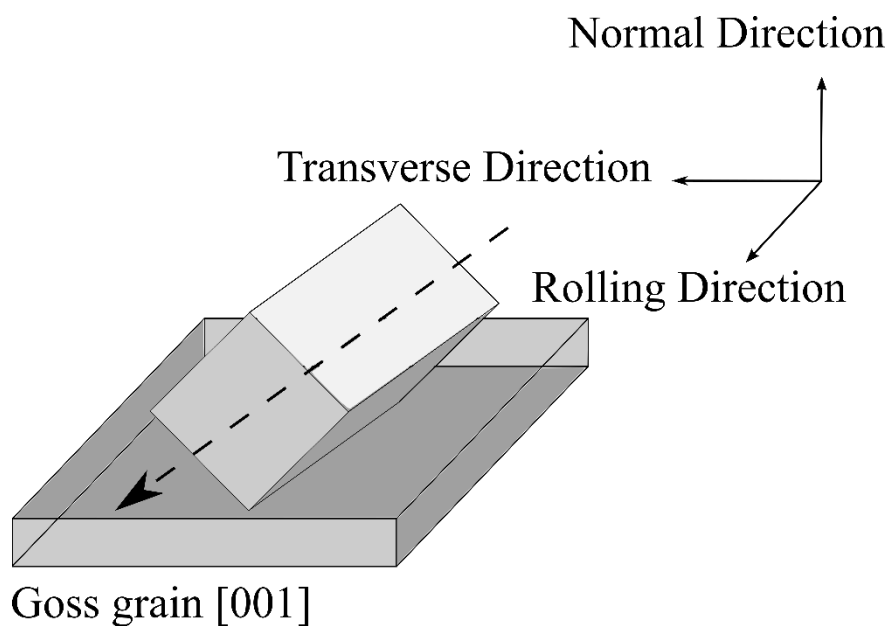 Normal Direction
Transverse Direction
Rolling Direction
Goss grain [001]